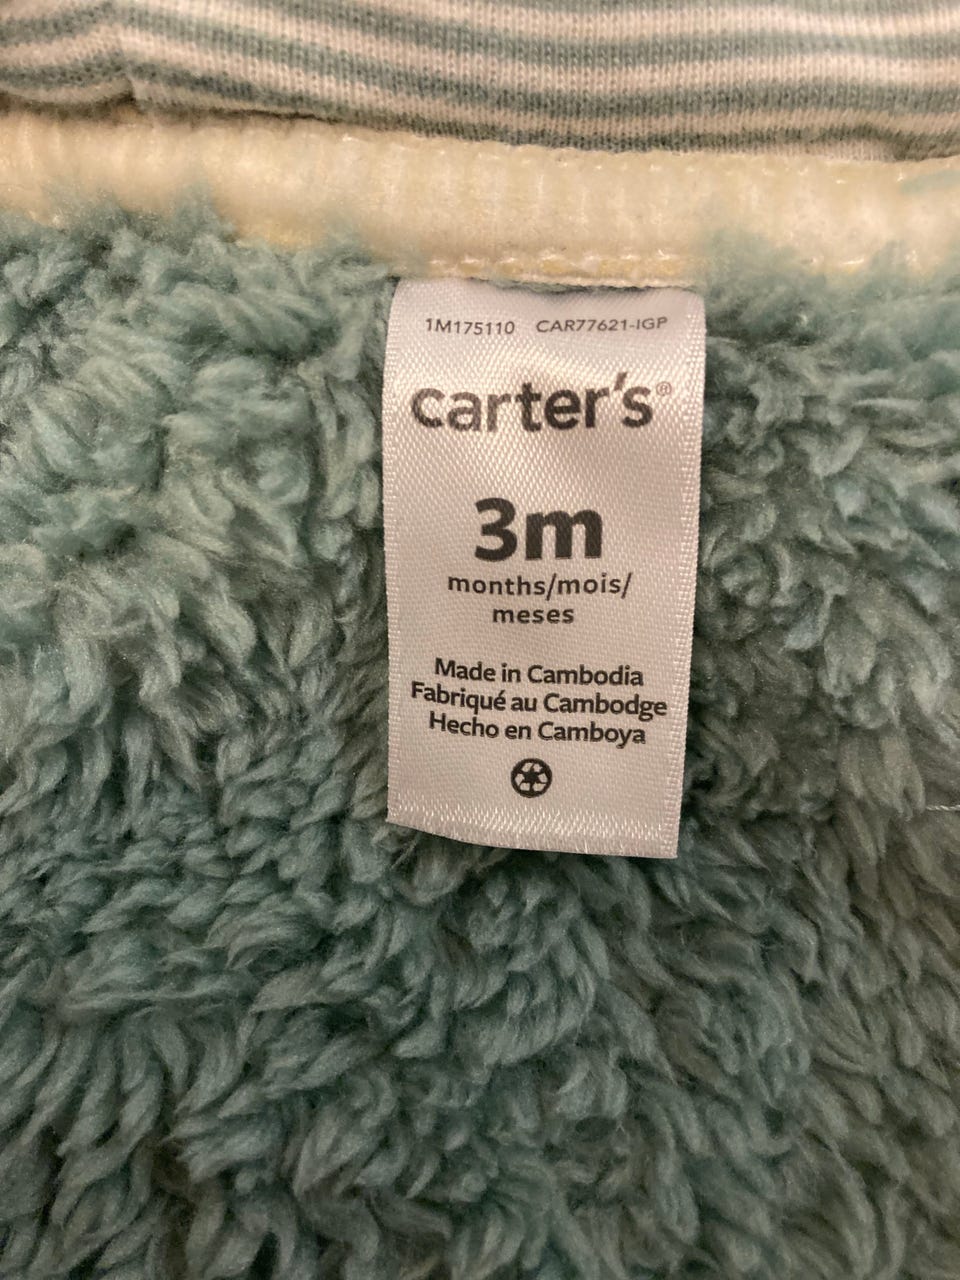 1M175110 CAR77621-IGP
carter's®
3m
months/mois/
meses
Made in Cambodia
Fabriqué au Cambodge
Hecho en Camboya